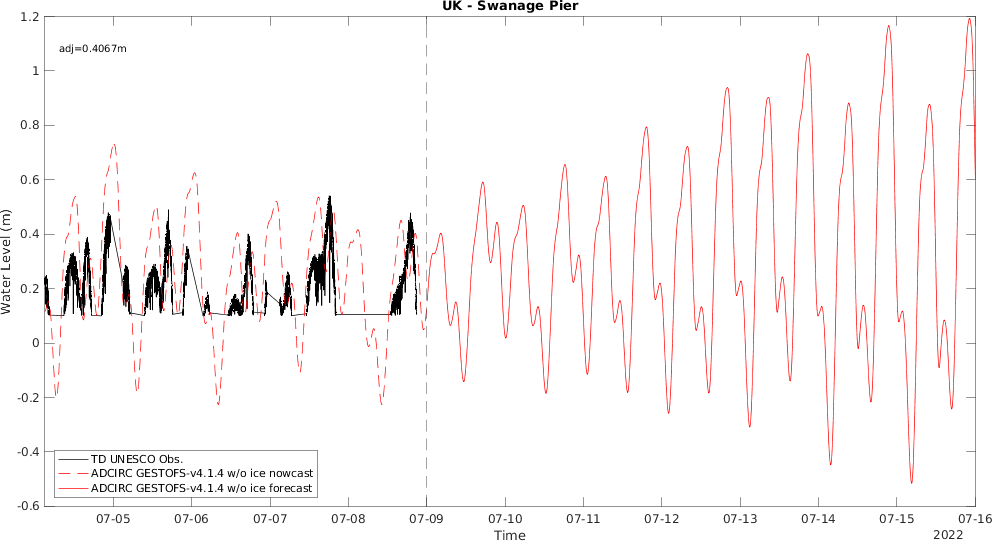 UK - Swanage Pier
adj=0.4067m
Water Level (m)
1.2
1
0.8
0.6
0.4
0.2
0
-0.2
-0.4
-0.6
TD UNESCO Obs.
ADCIRC GESTOFS-v4.1.4 w/o ice nowcast
ADCIRC GESTOFS-v4.1.4 w/o ice forecast
07-05 07-06 07-07 07-08 07-09 07-10 07-11 07-12 07-13 07-14 07-15 07-16
Time
2022